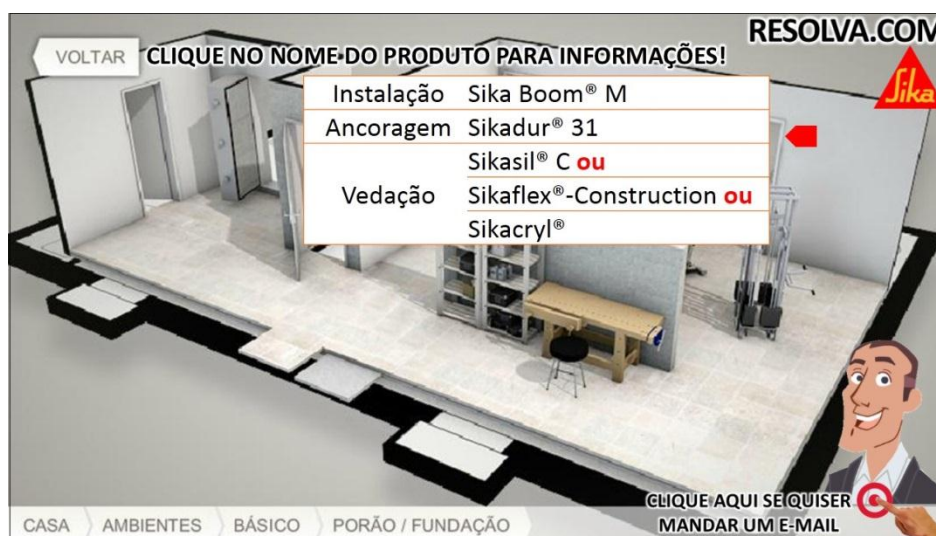 RESOLVA.COM
VOLTAR
CLIQUE NO NOME DO PRODUTO PARA INFORMAÇÕES!
Sika
Instalação Sika Boom® M
Ancoragem Sikadur® 31
Sikasil® C ou
Vedação Sikaflex®-Construction ou
Sikacryl®
CLIQUE AQUI SE QUISER
MANDAR UM E-MAIL
CASA AMBIENTES BÁSICO PORÃO / FUNDAÇÃO